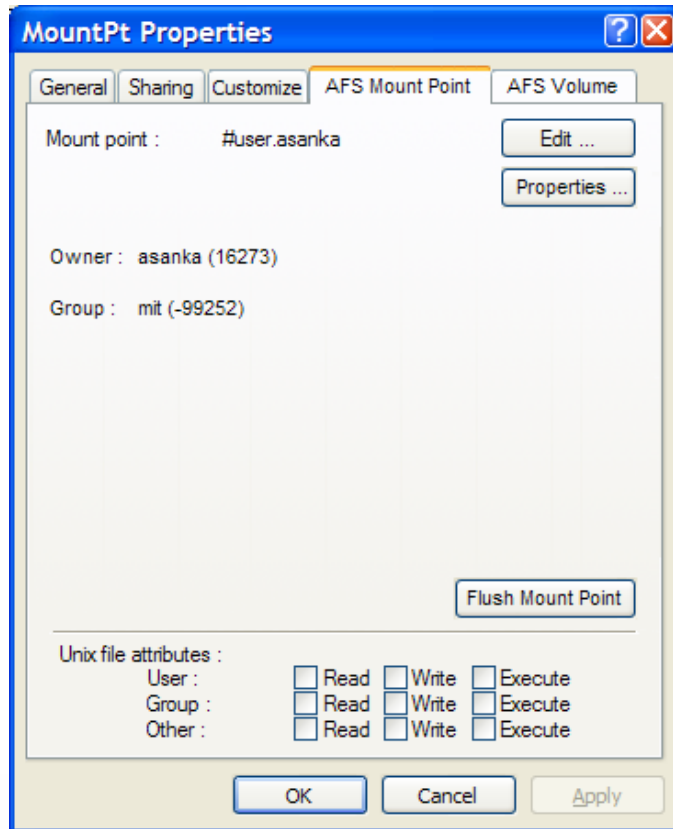 MountPt Properties
General Sharing Customize AFS Mount Point AFS Volume
Mount point : #user.asanka Edit ...
Properties ...
Owner : asanka (16273)
Group : mit (-99252)
Flush Mount Point
Unix file attributes :
User : Read Write Execute
Group : Read Write Execute
Other : Read Write Execute
OK Cancel Apply